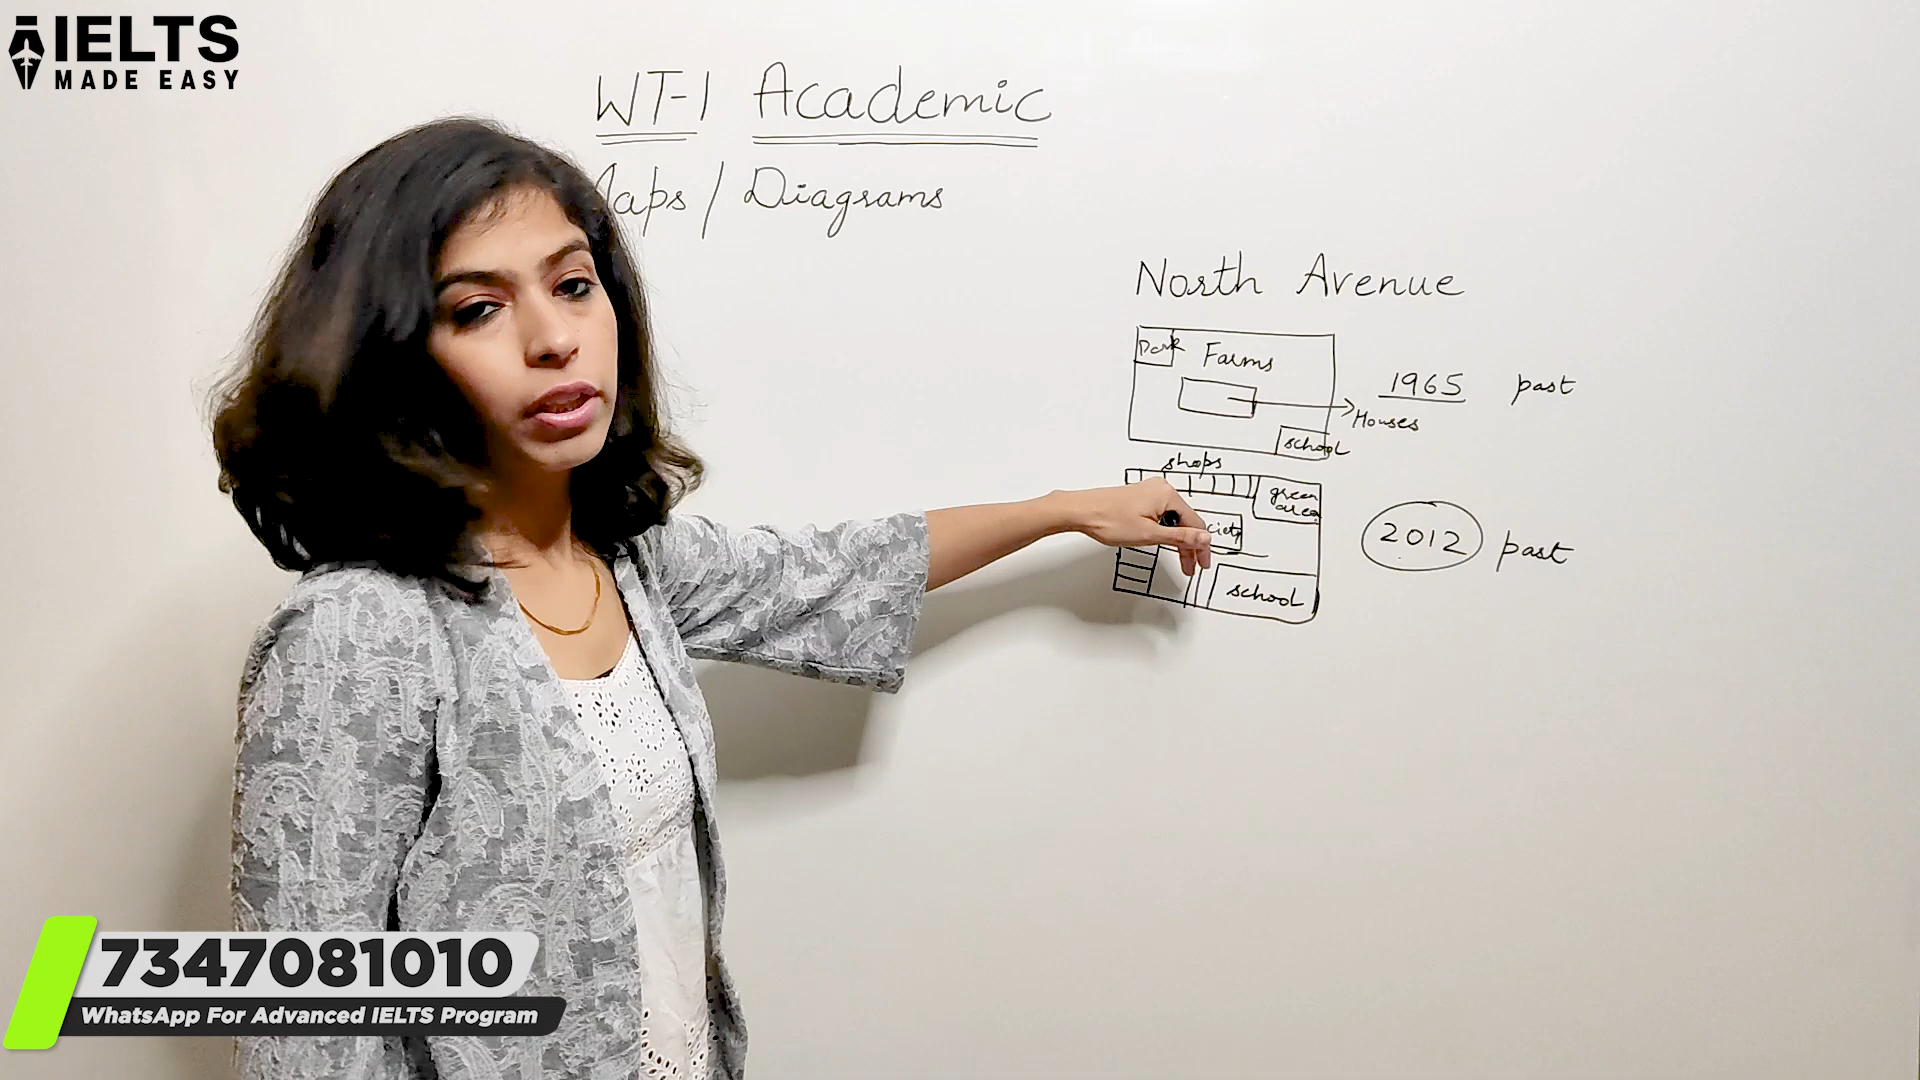 IELTS
MADE EASY
WT-1 Academic
Maps / Diagrams
North Avenue
Park
Farms
1965 past
Houses
school
shops
green
area
2012 past
school
7347081010
WhatsApp For Advanced IELTS Program